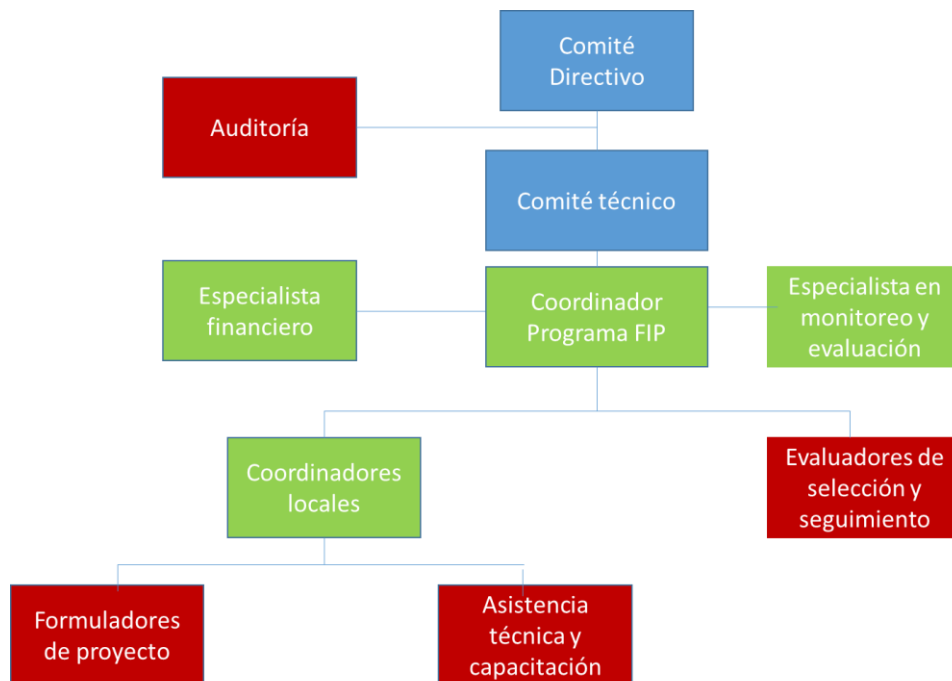 Comité
Directivo
Auditoría
Comité técnico
Especialista
financiero
Coordinador
Programa FIP
Especialista en
monitoreo y
evaluación
Coordinadores
locales
Evaluadores de
selección y
seguimiento
Formuladores
de proyecto
Asistencia
técnica y
capacitación